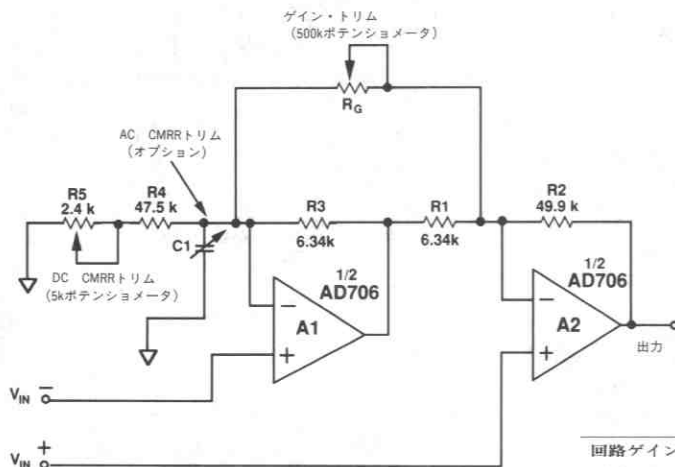 ゲイン・トリム
(500kポテンショメータ)
RG
AC CMRRトリム
(オプション)
R5
2.4 k
R4
47.5 k
R3
6.34k
R1
6.34k
R2
49.9 k
C1
DC CMRRトリム
(5kポテンショメータ)
1/2
AD706
A1
−
+
1/2
AD706
A2
−
+
出力
VIN −
VIN +
回路ゲイン